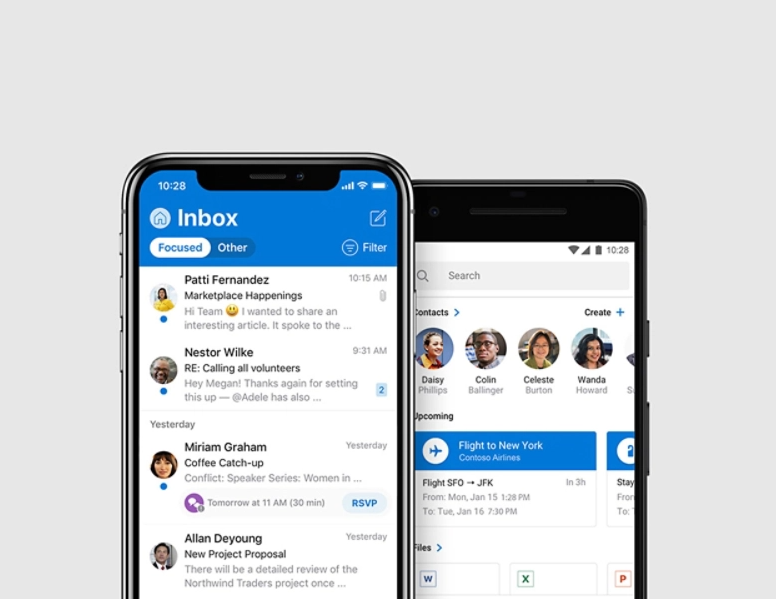 10:28
Inbox
Focused
Other
Filter
Patti Fernandez
10:15 AM
Marketplace Happenings
Hi Team 😃 I wanted to share an
interesting article. It spoke to the ...
Nestor Wilke
9:31 AM
RE: Calling all volunteers
Hey Megan! Thanks again for setting
this up — @Adele has also ...
2
Yesterday
Miriam Graham
Yesterday
Coffee Catch-up
Conflict: Speaker Series: Women in ...
Tomorrow at 11 AM (30 min)
RSVP
Allan Deyoung
Yesterday
New Project Proposal
There will be a detailed review of the
Northwind Traders project once ...
10:28
Search
Contacts
Create +
Daisy
Phillips
Colin
Ballinger
Celeste
Burton
Wanda
Howard
Upcoming
Flight to New York
Contoso Airlines
Flight SFO → JFK
In 3h
From: Mon, Jan 15 1:28 PM
To: Tue, Jan 16 7:30 PM
Stay
Fron
To:
Files
W
X
P